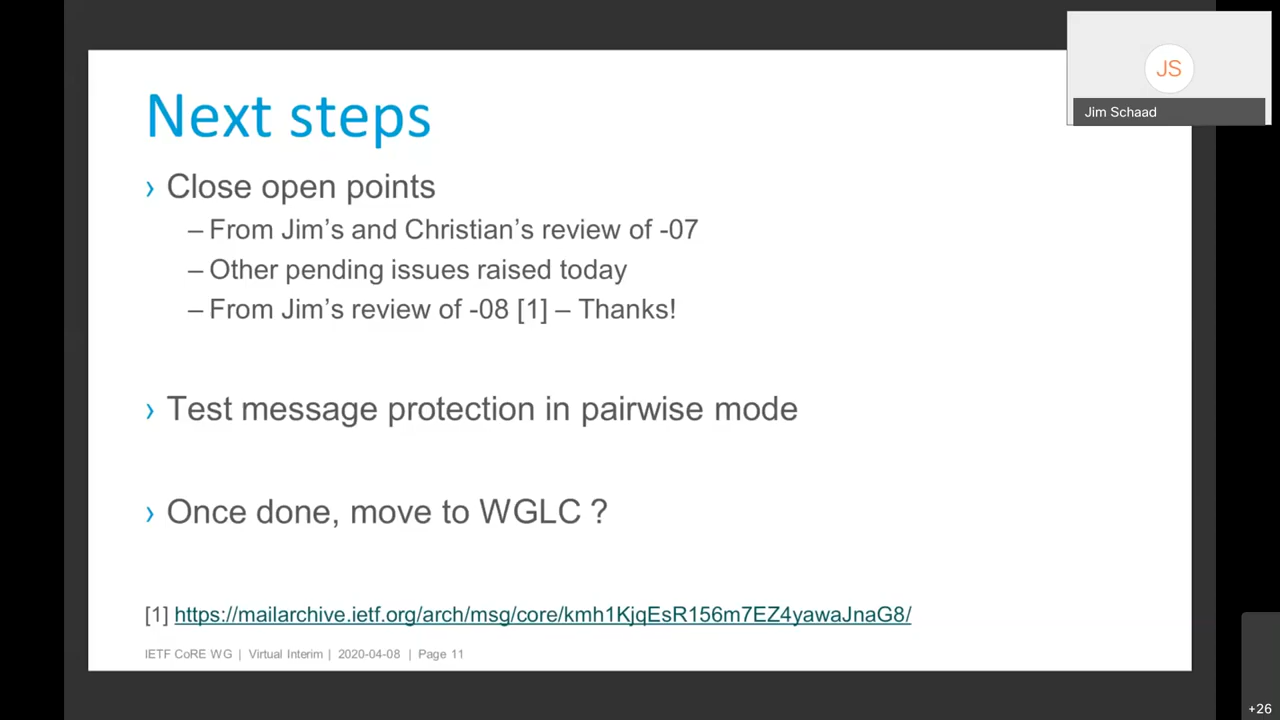 JS
Jim Schaad
Next steps
› Close open points
– From Jim's and Christian's review of -07
– Other pending issues raised today
– From Jim's review of -08 [1] – Thanks!
› Test message protection in pairwise mode
› Once done, move to WGLC ?
[1] https://mailarchive.ietf.org/arch/msg/core/kmh1KjqEsR156m7EZ4yawaJnaG8/
IETF CoRE WG | Virtual Interim | 2020-04-08 | Page 11
+26